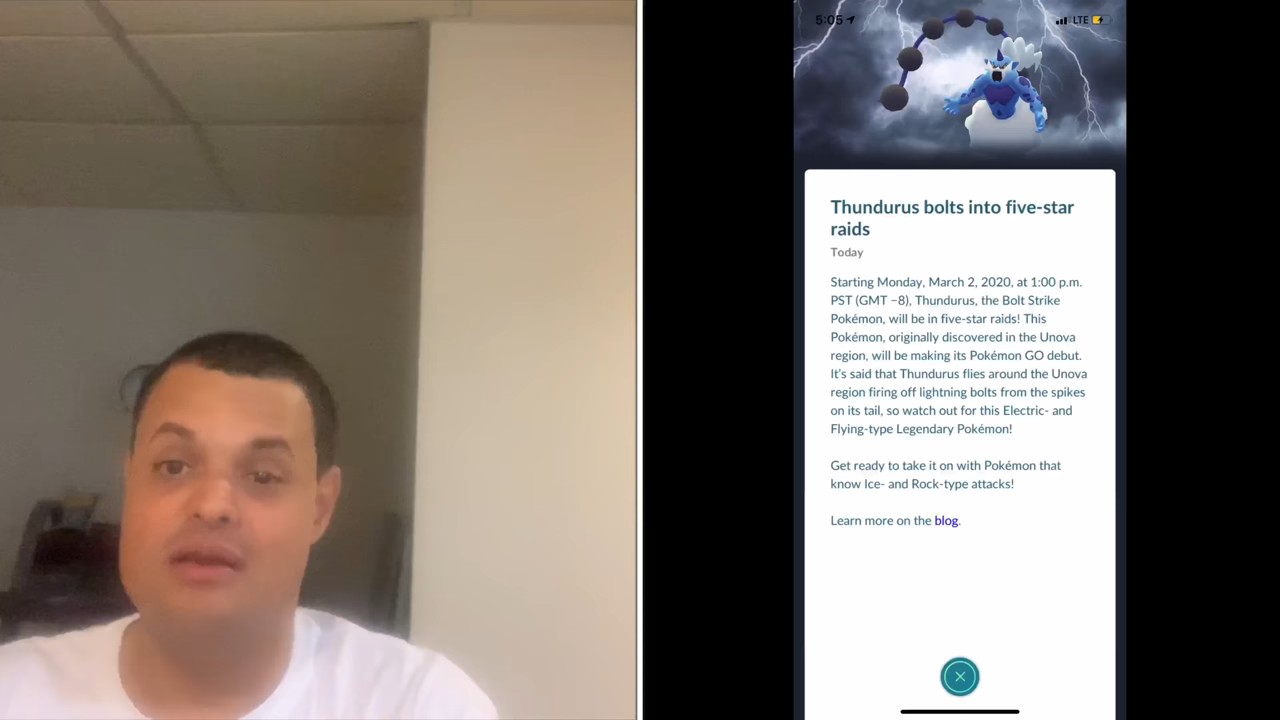 5:05
LTE
Thundurus bolts into five-star
raids
Today
Starting Monday, March 2, 2020, at 1:00 p.m.
PST (GMT −8), Thundurus, the Bolt Strike
Pokémon, will be in five-star raids! This
Pokémon, originally discovered in the Unova
region, will be making its Pokémon GO debut.
It's said that Thundurus flies around the Unova
region firing off lightning bolts from the spikes
on its tail, so watch out for this Electric- and
Flying-type Legendary Pokémon!
Get ready to take it on with Pokémon that
know Ice- and Rock-type attacks!
Learn more on the blog.